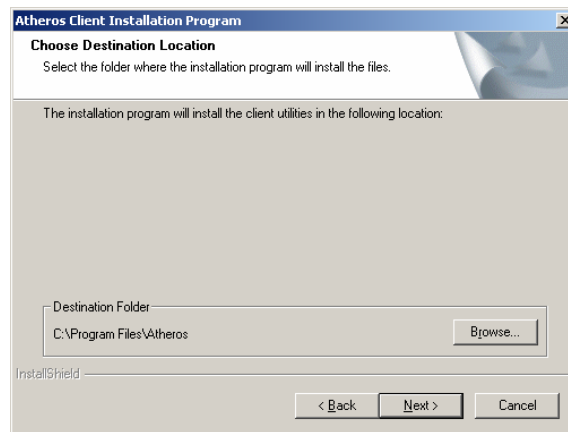 Atheros Client Installation Program
Choose Destination Location
Select the folder where the installation program will install the files.
The installation program will install the client utilities in the following location:
Destination Folder
C:\Program Files\Atheros
Browse...
InstallShield
< Back
Next >
Cancel